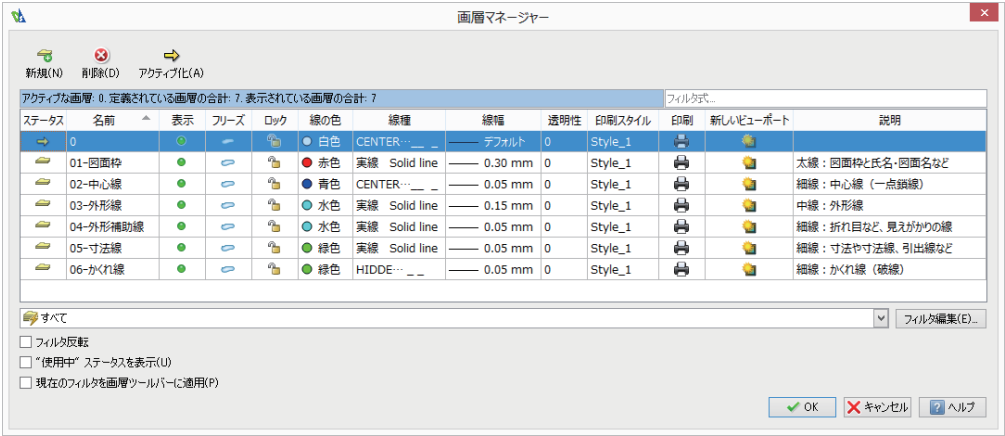 画層マネージャー
新規(N) 削除(D) アクティブ化(A)
アクティブな画層: 0. 定義されている画層の合計: 7. 表示されている画層の合計: 7 フィルタ式...
ステータス 名前 表示 フリーズ ロック 線の色 線種 線幅 透明性 印刷スタイル 印刷 新しいビューポート 説明
0 白色 CENTER… デフォルト 0 Style_1
01-図面枠 赤色 実線 Solid line 0.30 mm 0 Style_1 太線：図面枠と氏名・図面名など
02-中心線 青色 CENTER… 0.05 mm 0 Style_1 細線：中心線（一点鎖線）
03-外形線 水色 実線 Solid line 0.15 mm 0 Style_1 中線：外形線
04-外形補助線 水色 実線 Solid line 0.05 mm 0 Style_1 細線：折れ目など、見えがかりの線
05-寸法線 緑色 実線 Solid line 0.05 mm 0 Style_1 細線：寸法や寸法線、引出線など
06-かくれ線 緑色 HIDDE… 0.05 mm 0 Style_1 細線：かくれ線（破線）
すべて フィルタ編集(E)...
フィルタ反転
"使用中" ステータスを表示(U)
現在のフィルタを画層ツールバーに適用(P)
OK キャンセル ヘルプ